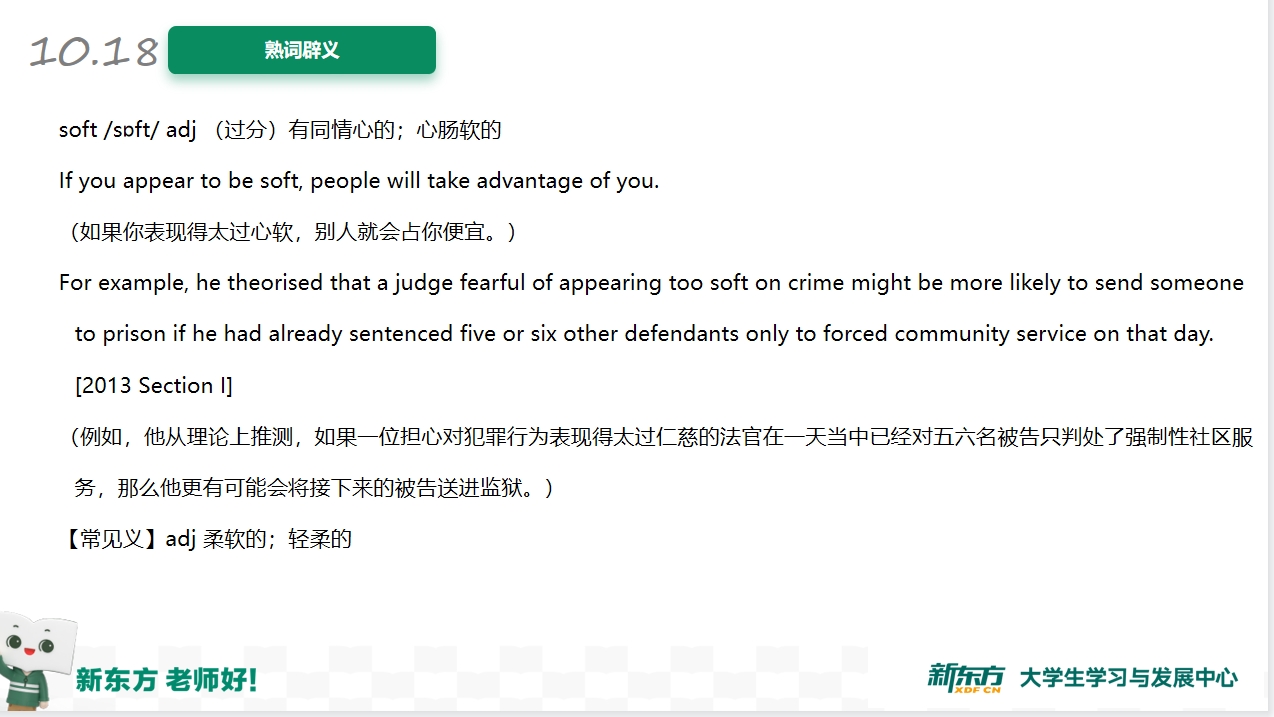 10.18
熟词辟义
soft /sɒft/ adj （过分）有同情心的；心肠软的
If you appear to be soft, people will take advantage of you.
（如果你表现得太过心软，别人就会占你便宜。）
For example, he theorised that a judge fearful of appearing too soft on crime might be more likely to send someone
to prison if he had already sentenced five or six other defendants only to forced community service on that day.
[2013 Section I]
（例如，他从理论上推测，如果一位担心对犯罪行为表现得太过仁慈的法官在一天当中已经对五六名被告只判处了强制性社区服
务，那么他更有可能会将接下来的被告送进监狱。）
【常见义】adj 柔软的；轻柔的
新东方 老师好！
新东方 XDF.CN 大学生学习与发展中心